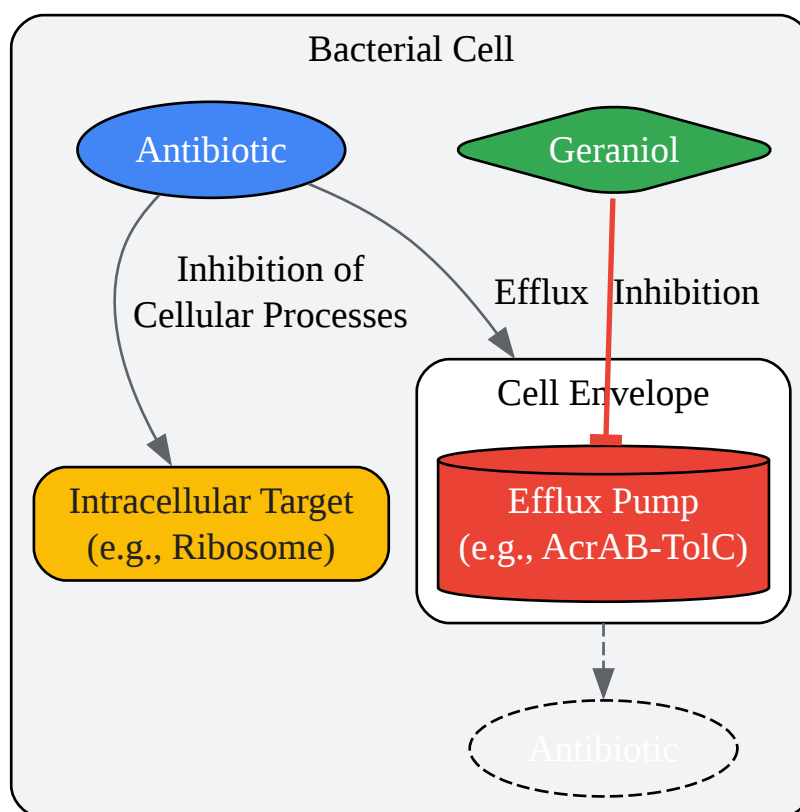 Bacterial Cell
Antibiotic
Geraniol
Inhibition of
Cellular Processes
Efflux
Inhibition
Cell Envelope
Intracellular Target
(e.g., Ribosome)
Efflux Pump
(e.g., AcrAB-TolC)
Antibiotic